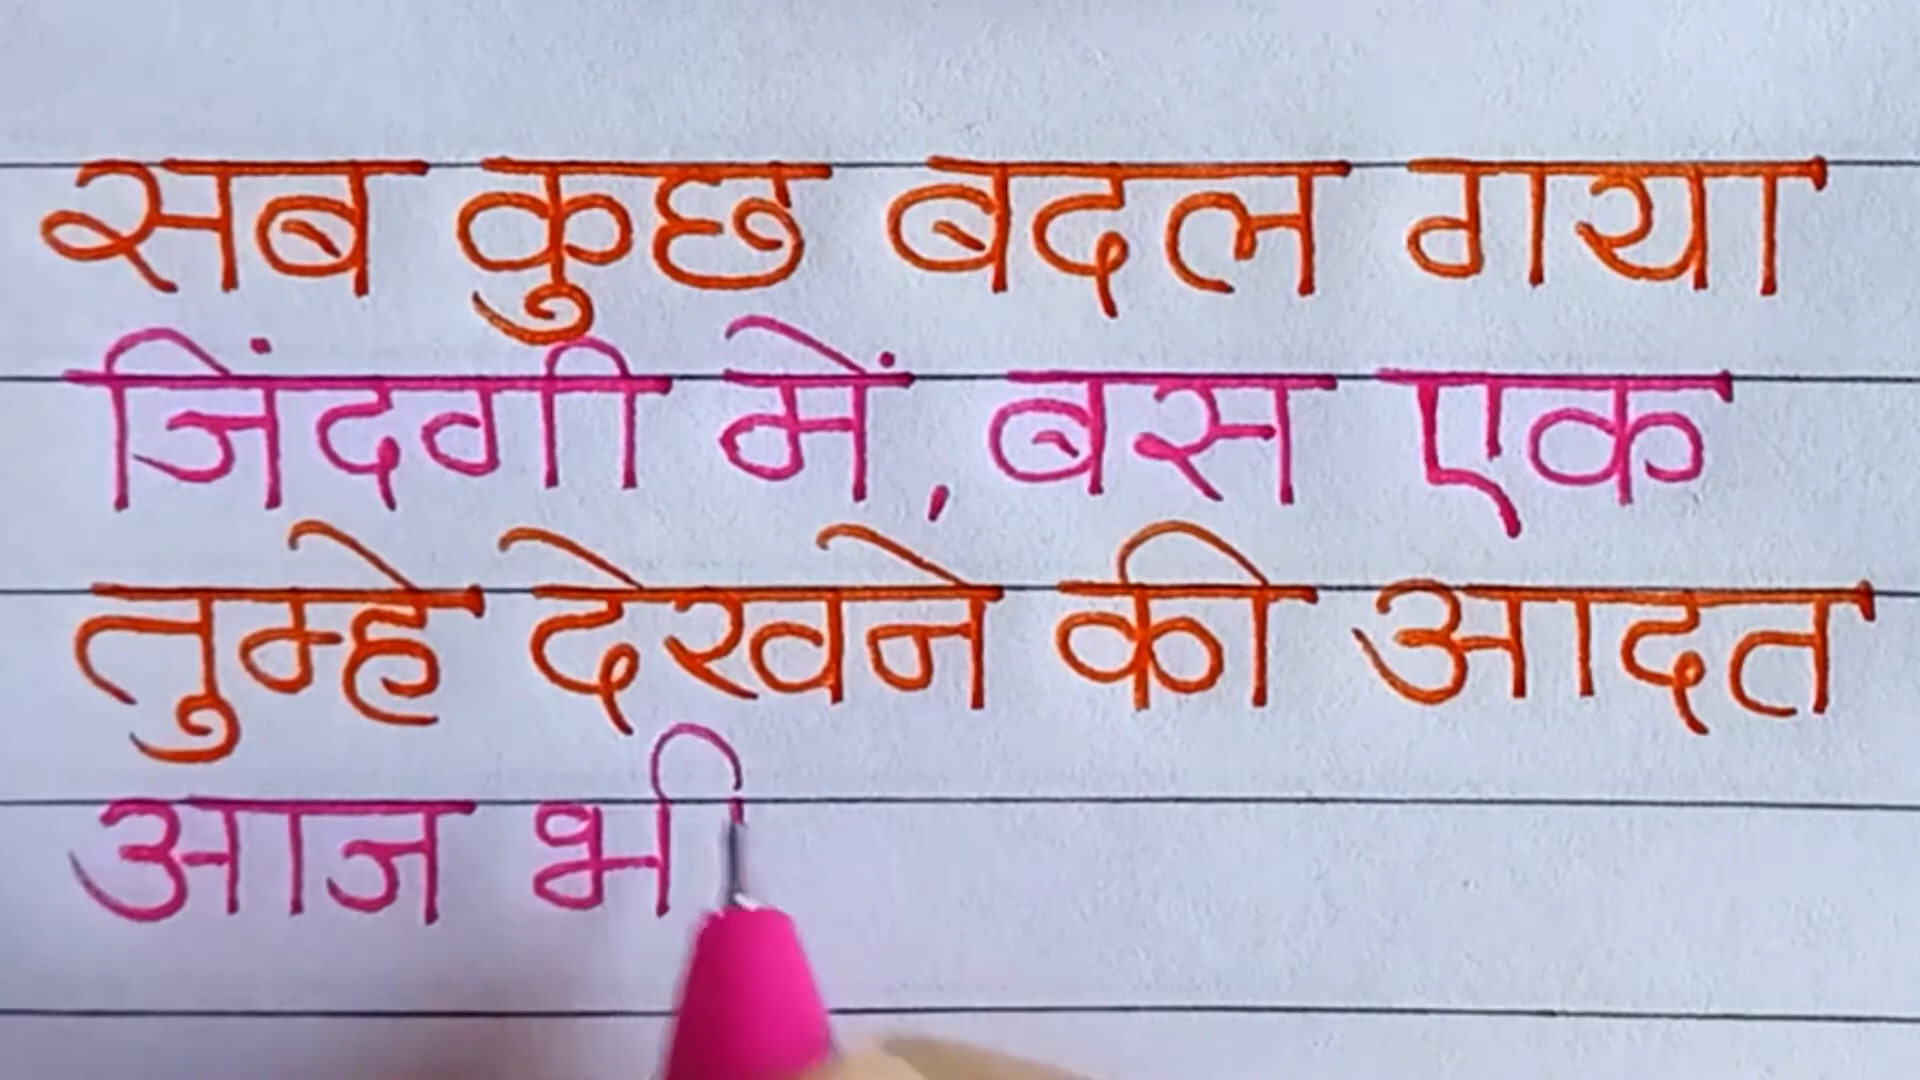 सब कुछ बदल गया
जिंदगी में, बस एक
तुम्हे देखने की आदत
आज भी